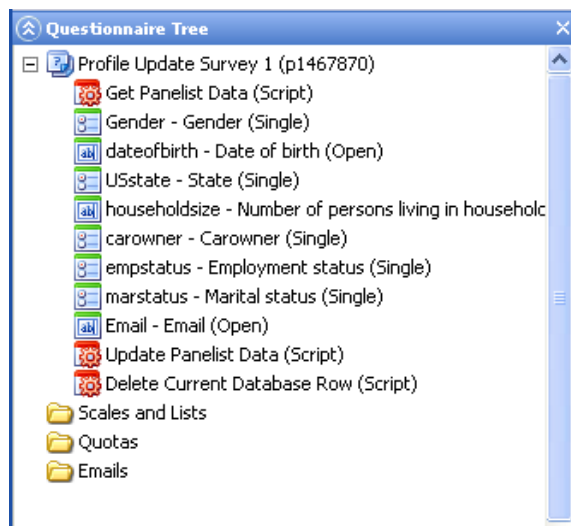 Questionnaire Tree
Profile Update Survey 1 (p1467870)
Get Panelist Data (Script)
Gender - Gender (Single)
dateofbirth - Date of birth (Open)
USstate - State (Single)
householdsize - Number of persons living in househol
carowner - Carowner (Single)
empstatus - Employment status (Single)
marstatus - Marital status (Single)
Email - Email (Open)
Update Panelist Data (Script)
Delete Current Database Row (Script)
Scales and Lists
Quotas
Emails